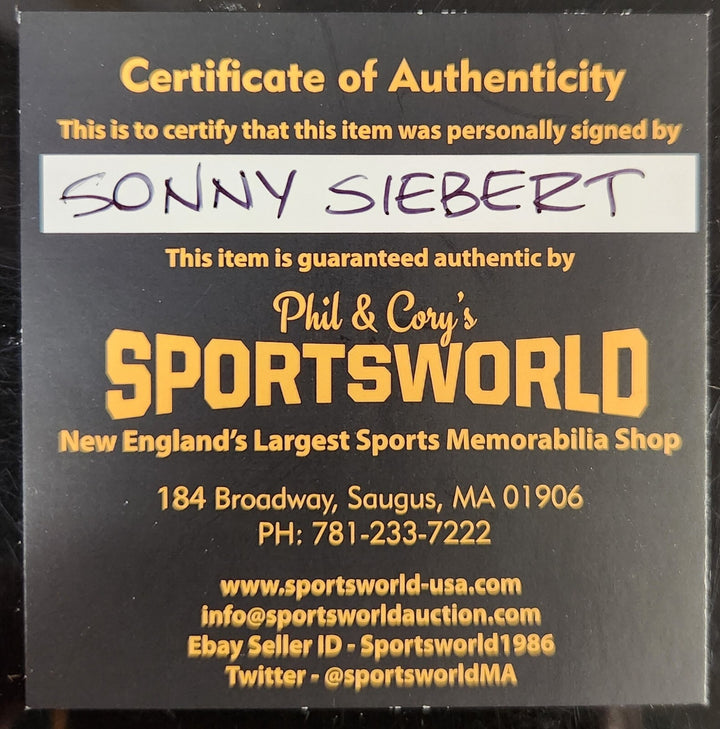 Certificate of Authenticity
This is to certify that this item was personally signed by
SONNY SIEBERT
This item is guaranteed authentic by
Phil & Cory's
SPORTSWORLD
New England's Largest Sports Memorabilia Shop
184 Broadway, Saugus, MA 01906
PH: 781-233-7222
www.sportsworld-usa.com
info@sportsworldauction.com
Ebay Seller ID - Sportsworld1986
Twitter - @sportsworldMA